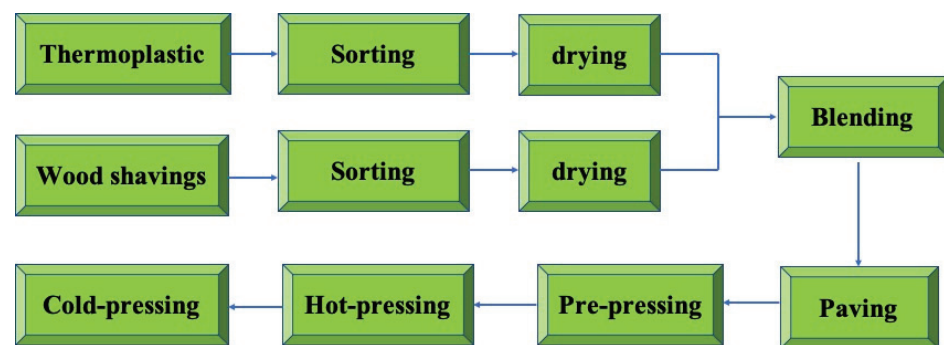 Thermoplastic
Sorting
drying
Blending
Wood shavings
Sorting
drying
Cold-pressing
Hot-pressing
Pre-pressing
Paving